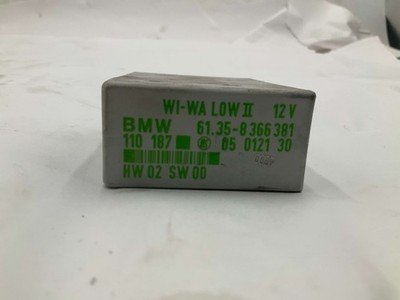 WI-WA LOW II 12 V
BMW 61.35-8 366 381
110 187 05 0121 30
HW 02 SW 00